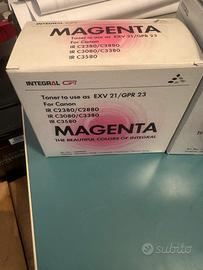 MAGENTA
Toner to use as EXV 21/GPR 23
For Canon
IR C2380/C2880
IR C3080/C3380
IR C3580
INTEGRAL
Toner to use as EXV 21/GPR 23
For Canon
IR C2380/C2880
IR C3080/C3380
IR C3580
MAGENTA
THE BEAUTIFUL COLORS OF INTEGRAL
subito